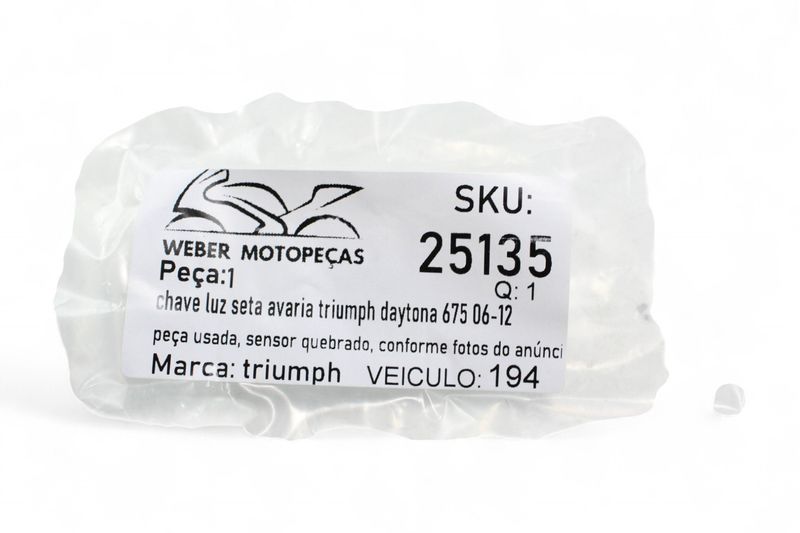 WEBER MOTOPEÇAS
SKU:
25135
Peça:1
Q: 1
chave luz seta avaria triumph daytona 675 06-12
peça usada, sensor quebrado, conforme fotos do anúnci
Marca: triumph VEICULO: 194